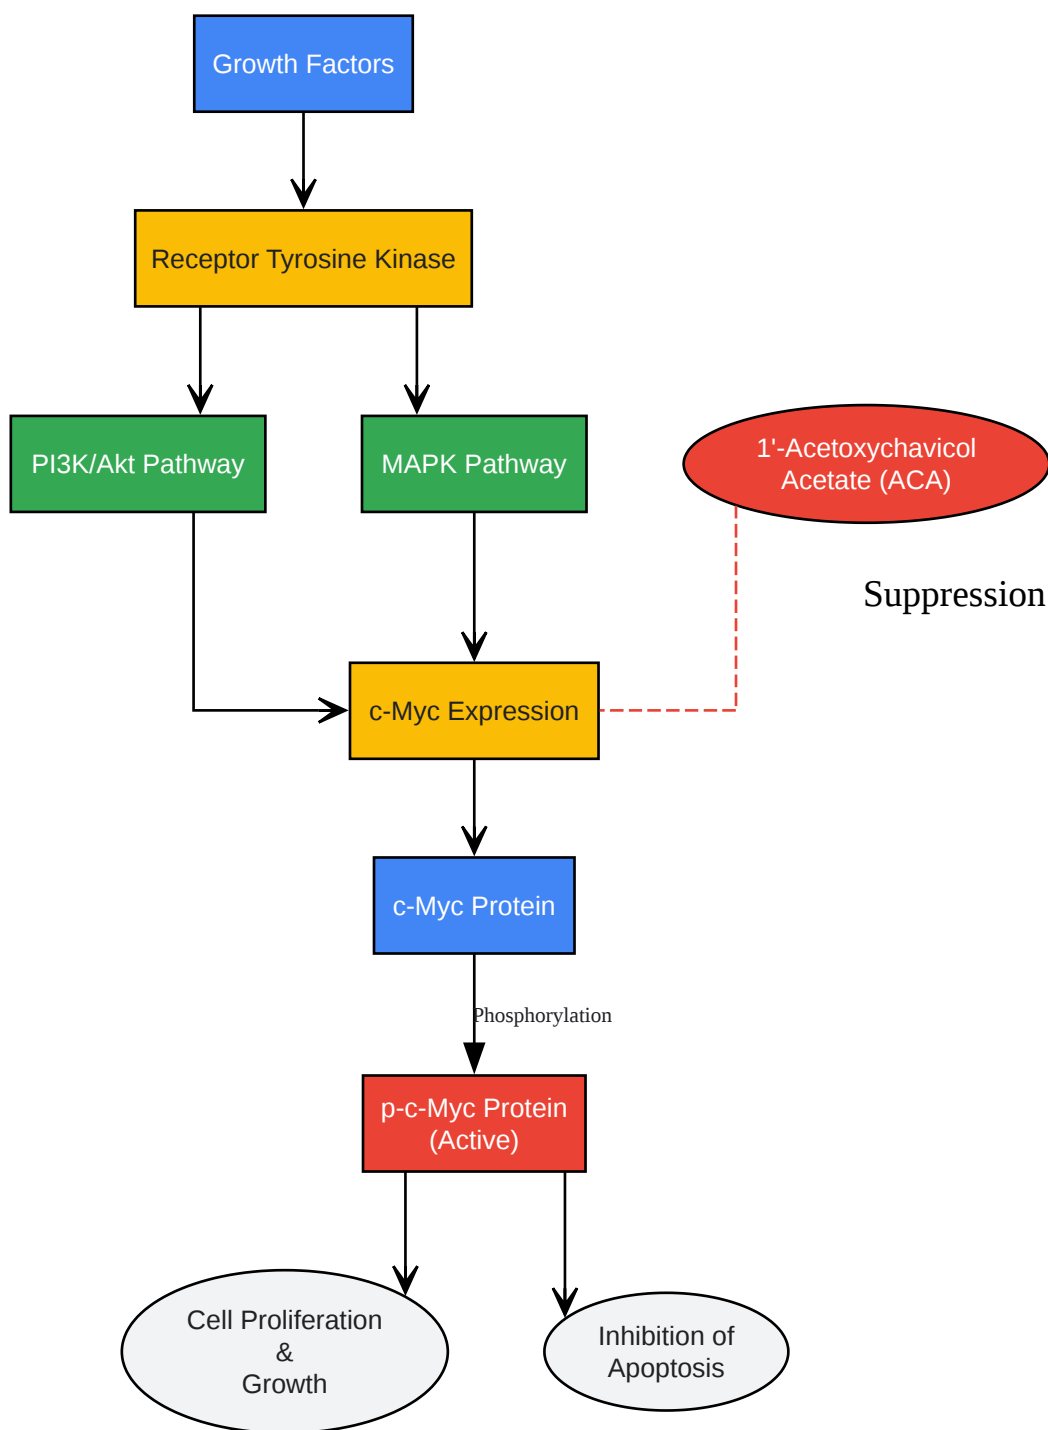 Growth Factors
Receptor Tyrosine Kinase
PI3K/Akt Pathway
MAPK Pathway
1'-Acetoxychavicol
Acetate (ACA)
Suppression
c-Myc Expression
c-Myc Protein
Phosphorylation
p-c-Myc Protein
(Active)
Cell Proliferation
&
Growth
Inhibition of
Apoptosis